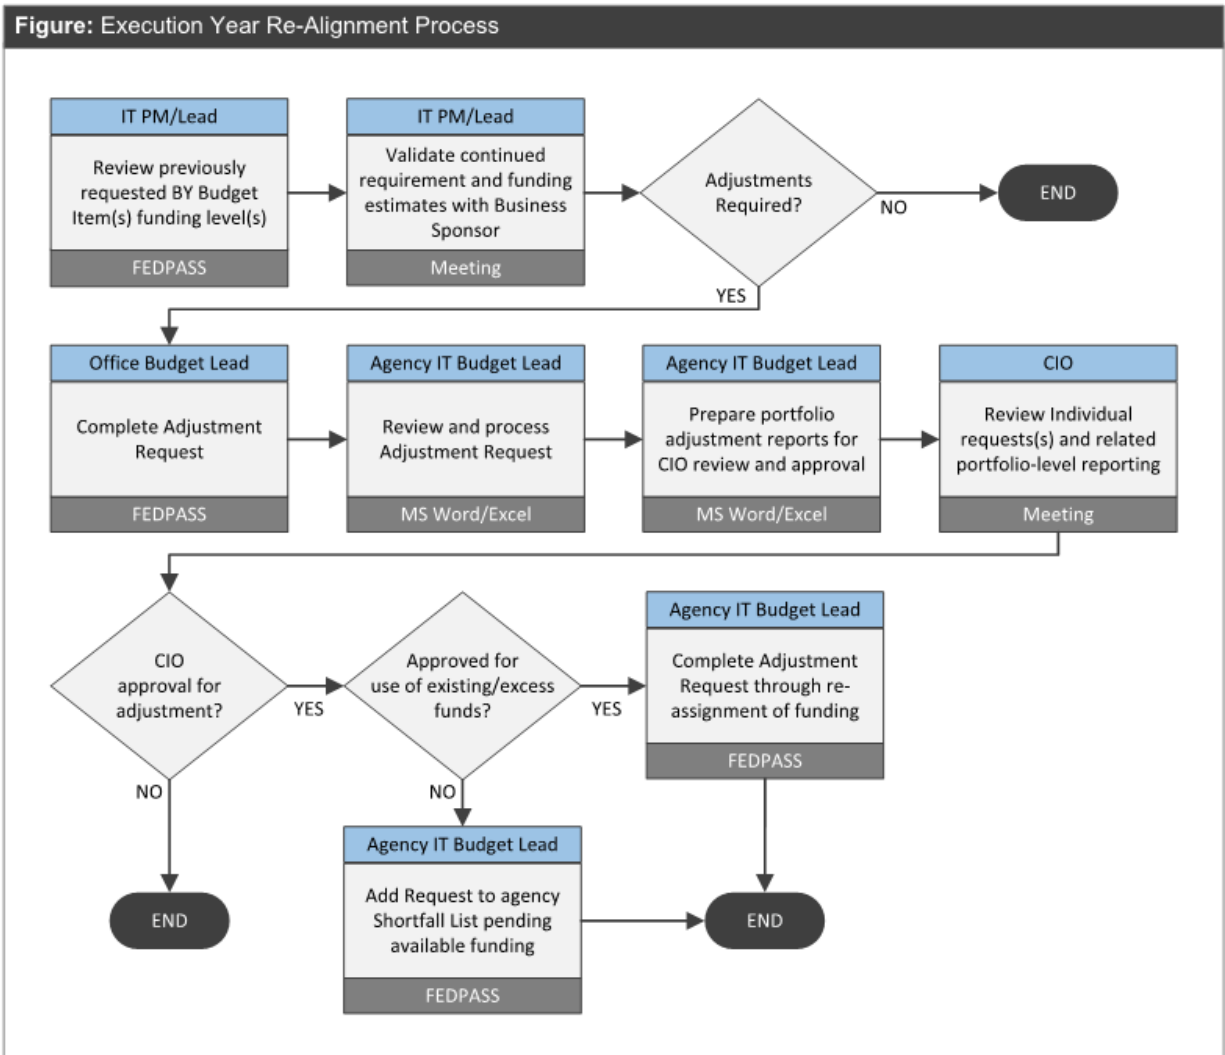 Figure: Execution Year Re-Alignment Process
IT PM/Lead
Review previously
requested BY Budget
Item(s) funding level(s)
FEDPASS
IT PM/Lead
Validate continued
requirement and funding
estimates with Business
Sponsor
Meeting
Adjustments
Required?
NO
END
YES
Office Budget Lead
Complete Adjustment
Request
FEDPASS
Agency IT Budget Lead
Review and process
Adjustment Request
MS Word/Excel
Agency IT Budget Lead
Prepare portfolio
adjustment reports for
CIO review and approval
MS Word/Excel
CIO
Review Individual
requests(s) and related
portfolio-level reporting
Meeting
CIO
approval for
adjustment?
YES
NO
END
Approved for
use of existing/excess
funds?
YES
NO
Agency IT Budget Lead
Complete Adjustment
Request through re-
assignment of funding
FEDPASS
Agency IT Budget Lead
Add Request to agency
Shortfall List pending
available funding
FEDPASS
END